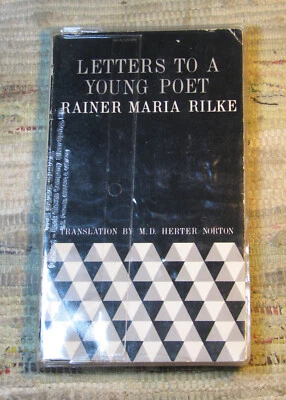 LETTERS TO A
YOUNG POET
RAINER MARIA RILKE
TRANSLATION BY M.D. HERTER NORTON